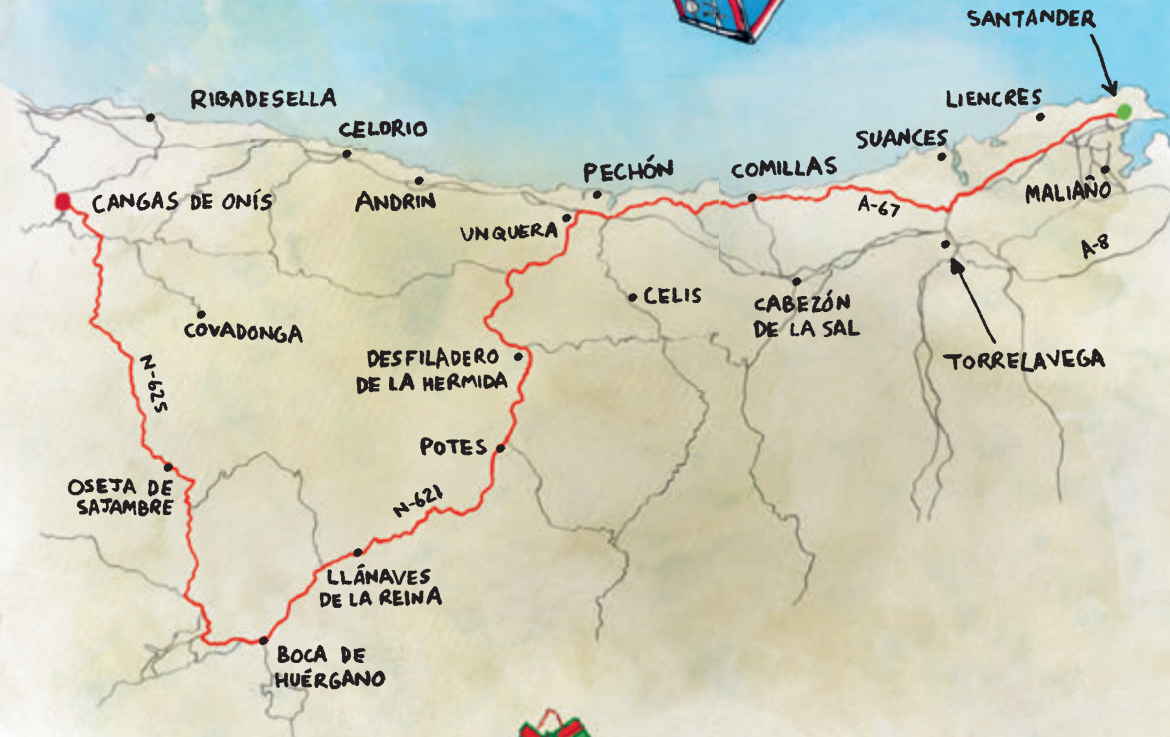 SANTANDER
RIBADESELLA
LIENCRES
CELORIO
SUANCES
PECHÓN
COMILLAS
CANGAS DE ONÍS
ANDRIN
MALIAÑO
A-67
UNQUERA
A-8
CELIS
CABEZÓN
DE LA SAL
COVADONGA
DESFILADERO
DE LA HERMIDA
TORRELAVEGA
N-625
POTES
OSEJA DE
SAJAMBRE
N-621
LLÁNAVES
DE LA REINA
BOCA DE
HUÉRGANO